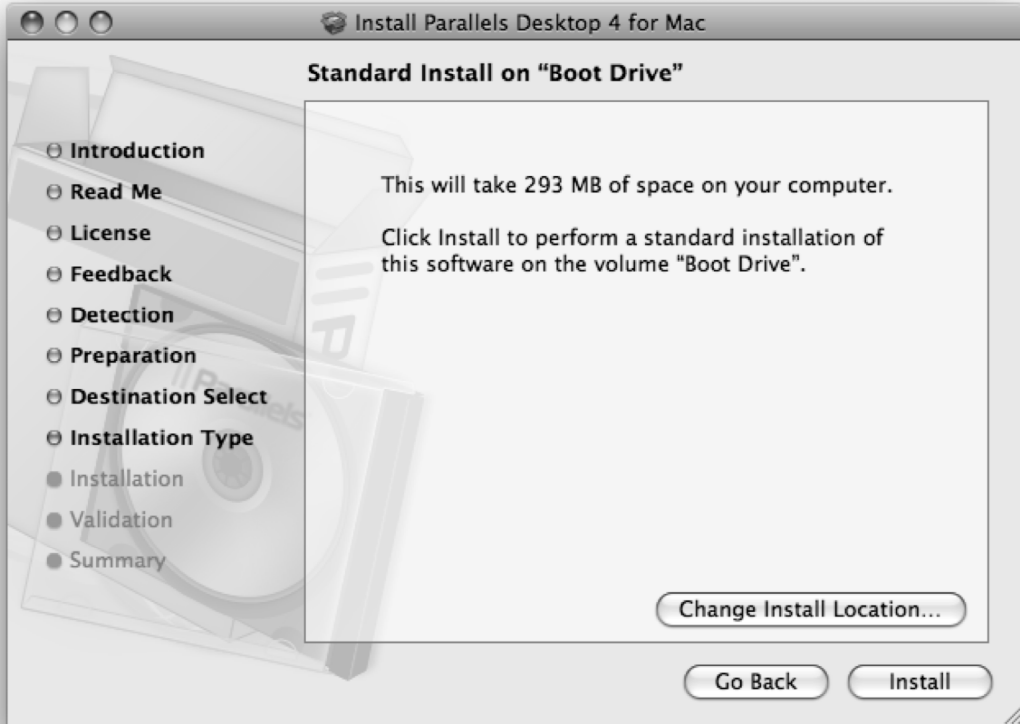 Install Parallels Desktop 4 for Mac
Standard Install on “Boot Drive”
Introduction
Read Me
License
Feedback
Detection
Preparation
Destination Select
Installation Type
Installation
Validation
Summary
This will take 293 MB of space on your computer.
Click Install to perform a standard installation of
this software on the volume “Boot Drive”.
Parallels
Change Install Location...
Go Back
Install